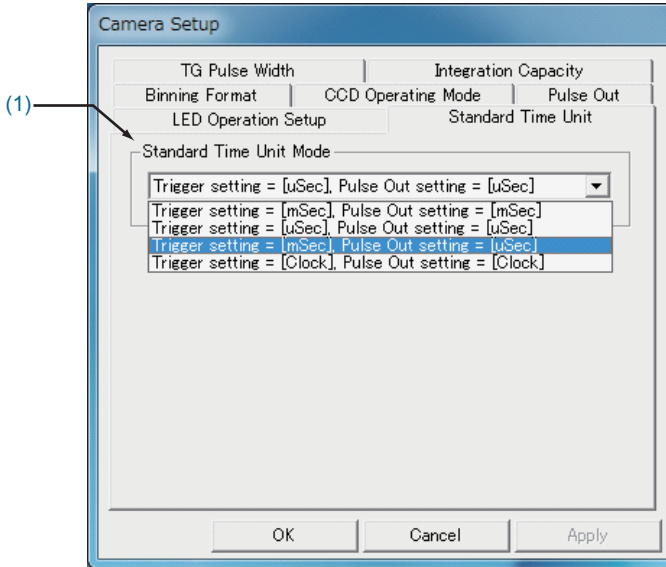 Camera Setup
TG Pulse Width Integration Capacity
Binning Format CCD Operating Mode Pulse Out
LED Operation Setup Standard Time Unit
(1)
Standard Time Unit Mode
Trigger setting = [uSec], Pulse Out setting = [uSec]
Trigger setting = [mSec], Pulse Out setting = [mSec]
Trigger setting = [uSec], Pulse Out setting = [uSec]
Trigger setting = [mSec], Pulse Out setting = [uSec]
Trigger setting = [Clock], Pulse Out setting = [Clock]
OK Cancel Apply